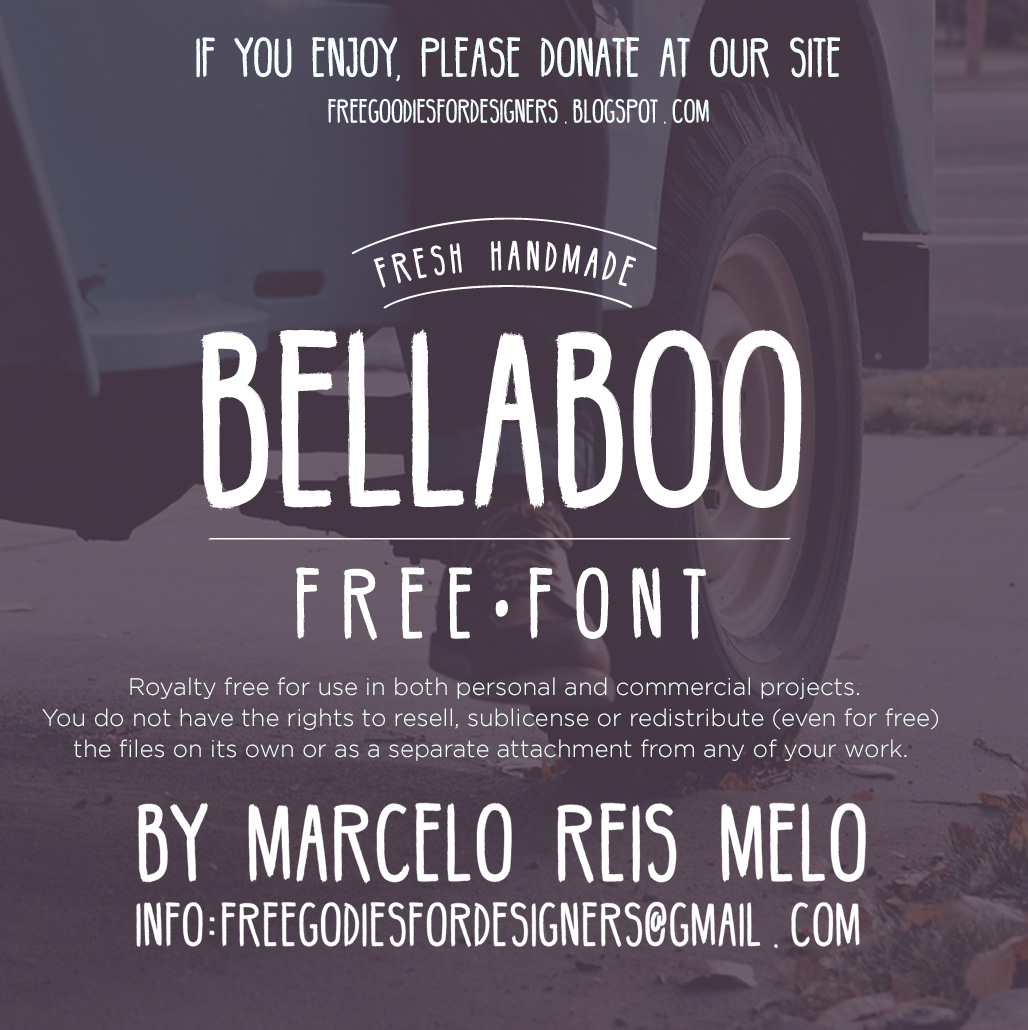 IF YOU ENJOY, PLEASE DONATE AT OUR SITE
FREEGOODIESFORDESIGNERS . BLOGSPOT . COM
FRESH HANDMADE
BELLABOO
FREE • FONT
Royalty free for use in both personal and commercial projects.
You do not have the rights to resell, sublicense or redistribute (even for free)
the files on its own or as a separate attachment from any of your work.
BY MARCELO REIS MELO
INFO:FREEGODIESFORDESIGNERS@GMAIL . COM